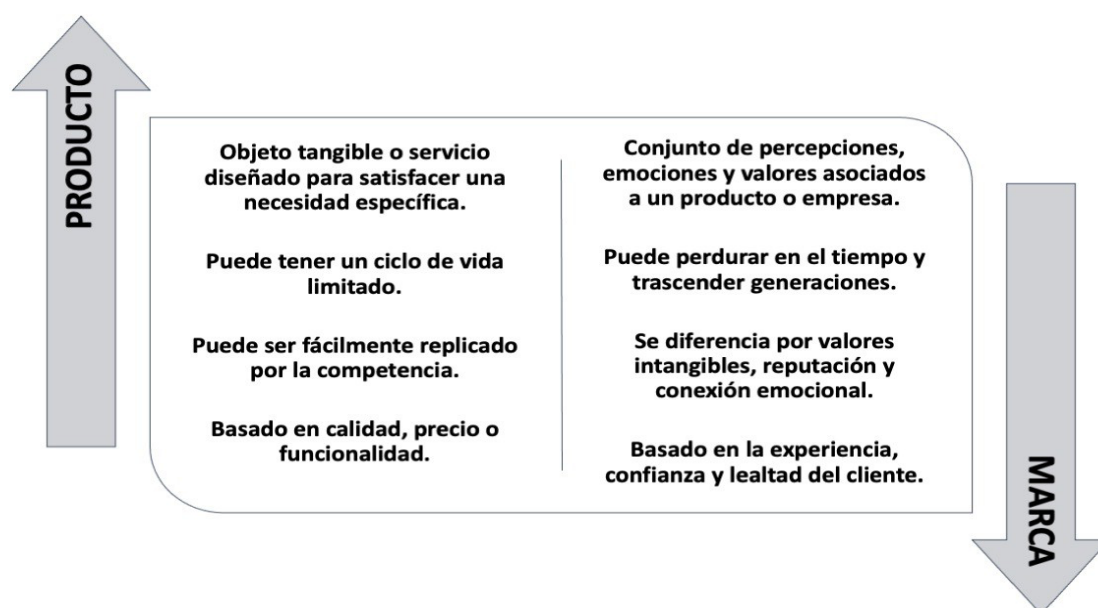 PRODUCTO
Objeto tangible o servicio
diseñado para satisfacer una
necesidad específica.
Puede tener un ciclo de vida
limitado.
Puede ser fácilmente replicado
por la competencia.
Basado en calidad, precio o
funcionalidad.
Conjunto de percepciones,
emociones y valores asociados
a un producto o empresa.
Puede perdurar en el tiempo y
trascender generaciones.
Se diferencia por valores
intangibles, reputación y
conexión emocional.
Basado en la experiencia,
confianza y lealtad del cliente.
MARCA